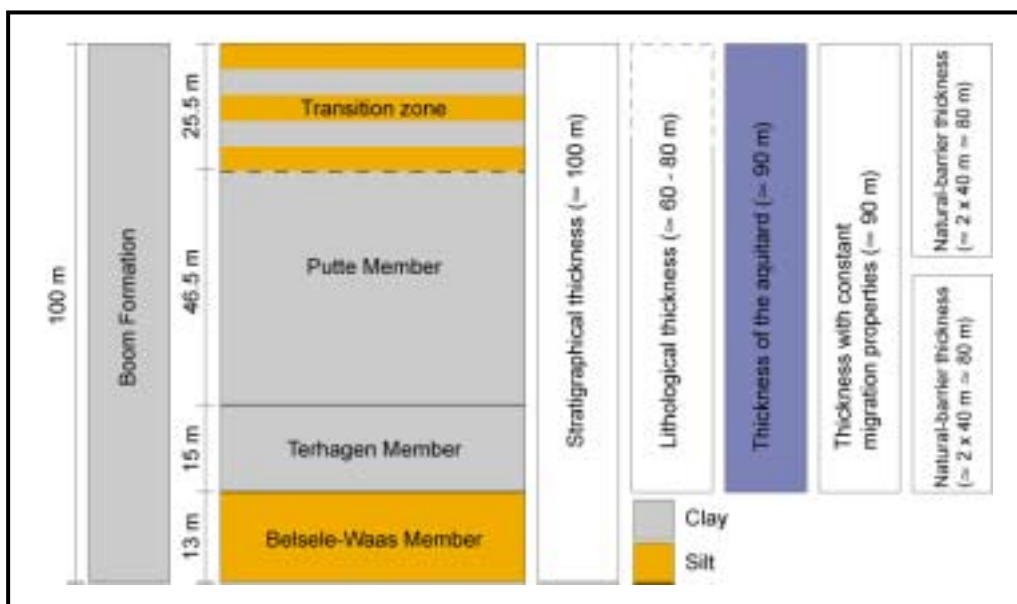 100 m
Boom Formation
25.5 m
46.5 m
15 m
13 m
Transition zone
Putte Member
Terhagen Member
Belsele-Waas Member
Stratigraphical thickness (≃ 100 m)
Lithological thickness (≃ 60 - 80 m)
Thickness of the aquitard (≃ 90 m)
Thickness with constant
migration properties (≃ 90 m)
Natural-barrier thickness
(≃ 2 x 40 m ≃ 80 m)
Natural-barrier thickness
(≃ 2 x 40 m ≃ 80 m)
Clay
Silt